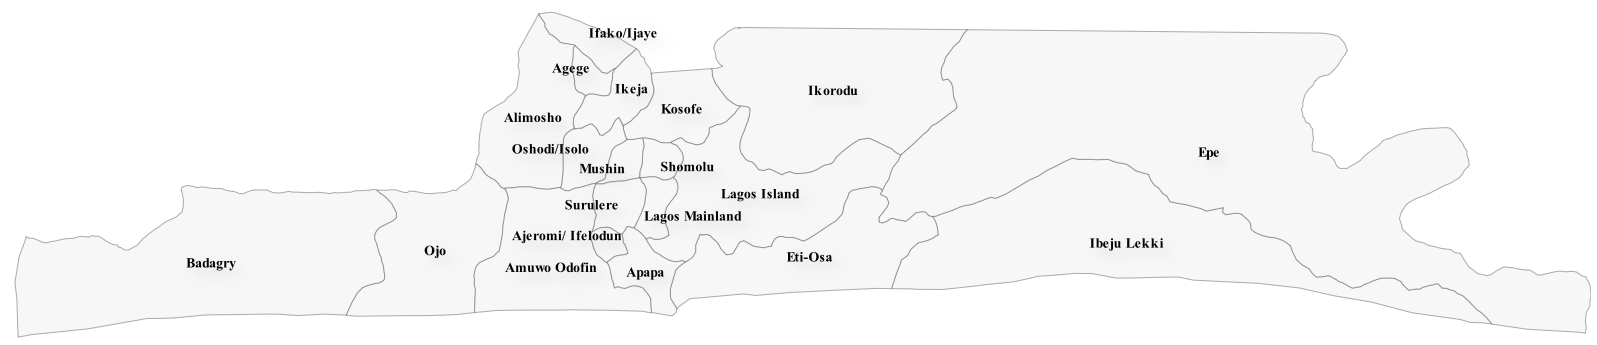 Ifako/Ijaye
Agege
Ikeja
Ikorodu
Kosofe
Alimosho
Oshodi/Isolo
Epe
Mushin
Shomolu
Lagos Island
Surulere
Lagos Mainland
Ajeromi/ Ifelodun
Ibeju Lekki
Ojo
Eti-Osa
Badagry
Amuwo Odofin
Apapa